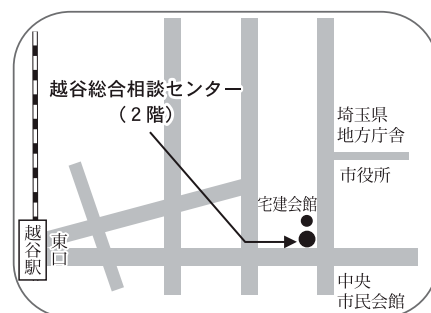 越谷総合相談センター
（２階）
埼玉県
地方庁舎
市役所
宅建会館
越谷駅
東口
中央
市民会館